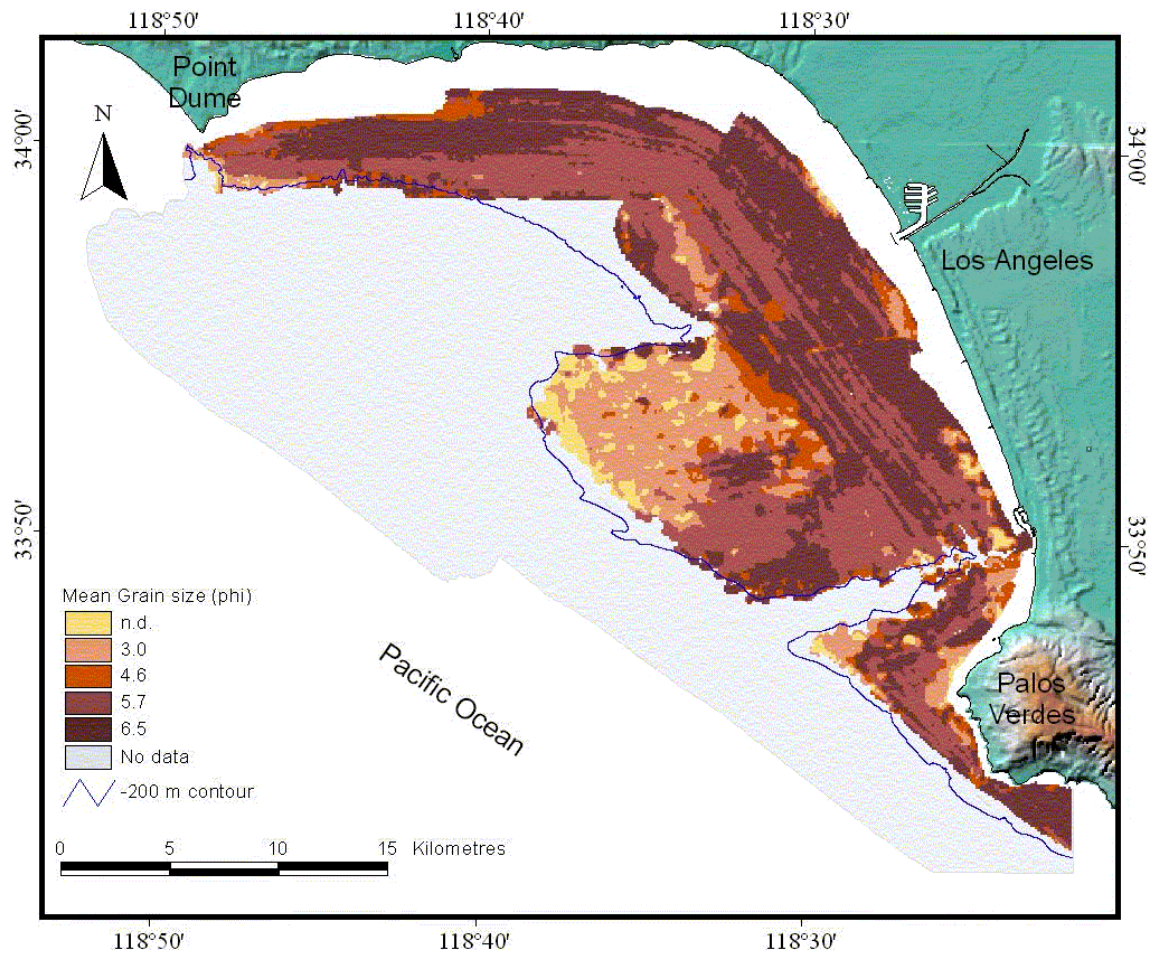 118°50' 118°40' 118°30'
Point
Dume
N
34°00'
34°00'
Los Angeles
33°50'
33°50'
Mean Grain size (phi)
n.d.
3.0
4.6
5.7
6.5
No data
-200 m contour
Pacific Ocean
Palos
Verdes
0 5 10 15 Kilometres
118°50' 118°40' 118°30'